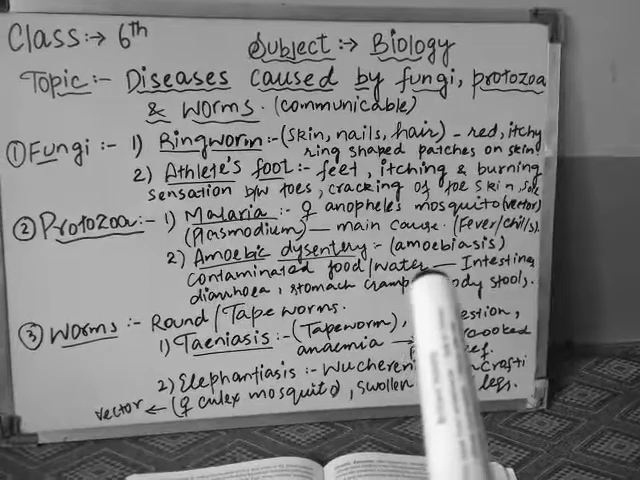 Class:→ 6th
Subject:→ Biology
Topic:- Diseases caused by fungi, protozoa
& worms. (communicable)
① Fungi:- 1) Ringworm:- (skin, nails, hair) - red, itchy
ring shaped patches on skin
2) Athlete's foot:- feet, itching & burning
sensation b/w toes, cracking of toe skin,
② Protozoa:- 1) Malaria:- ♀ anopheles mosquito (vector)
(Plasmodium) — main cause. (Fever/chills).
2) Amoebic dysentery:- (amoebiasis)
contaminated food/water — Intestine
diarrhoea, stomach cramps, stools.
③ Worms:- Round/Tape worms.
1) Taeniasis:- (Tapeworm),
anaemia →
2) Elephantiasis:-
vector ← (♀ culex mosquito), swollen legs.